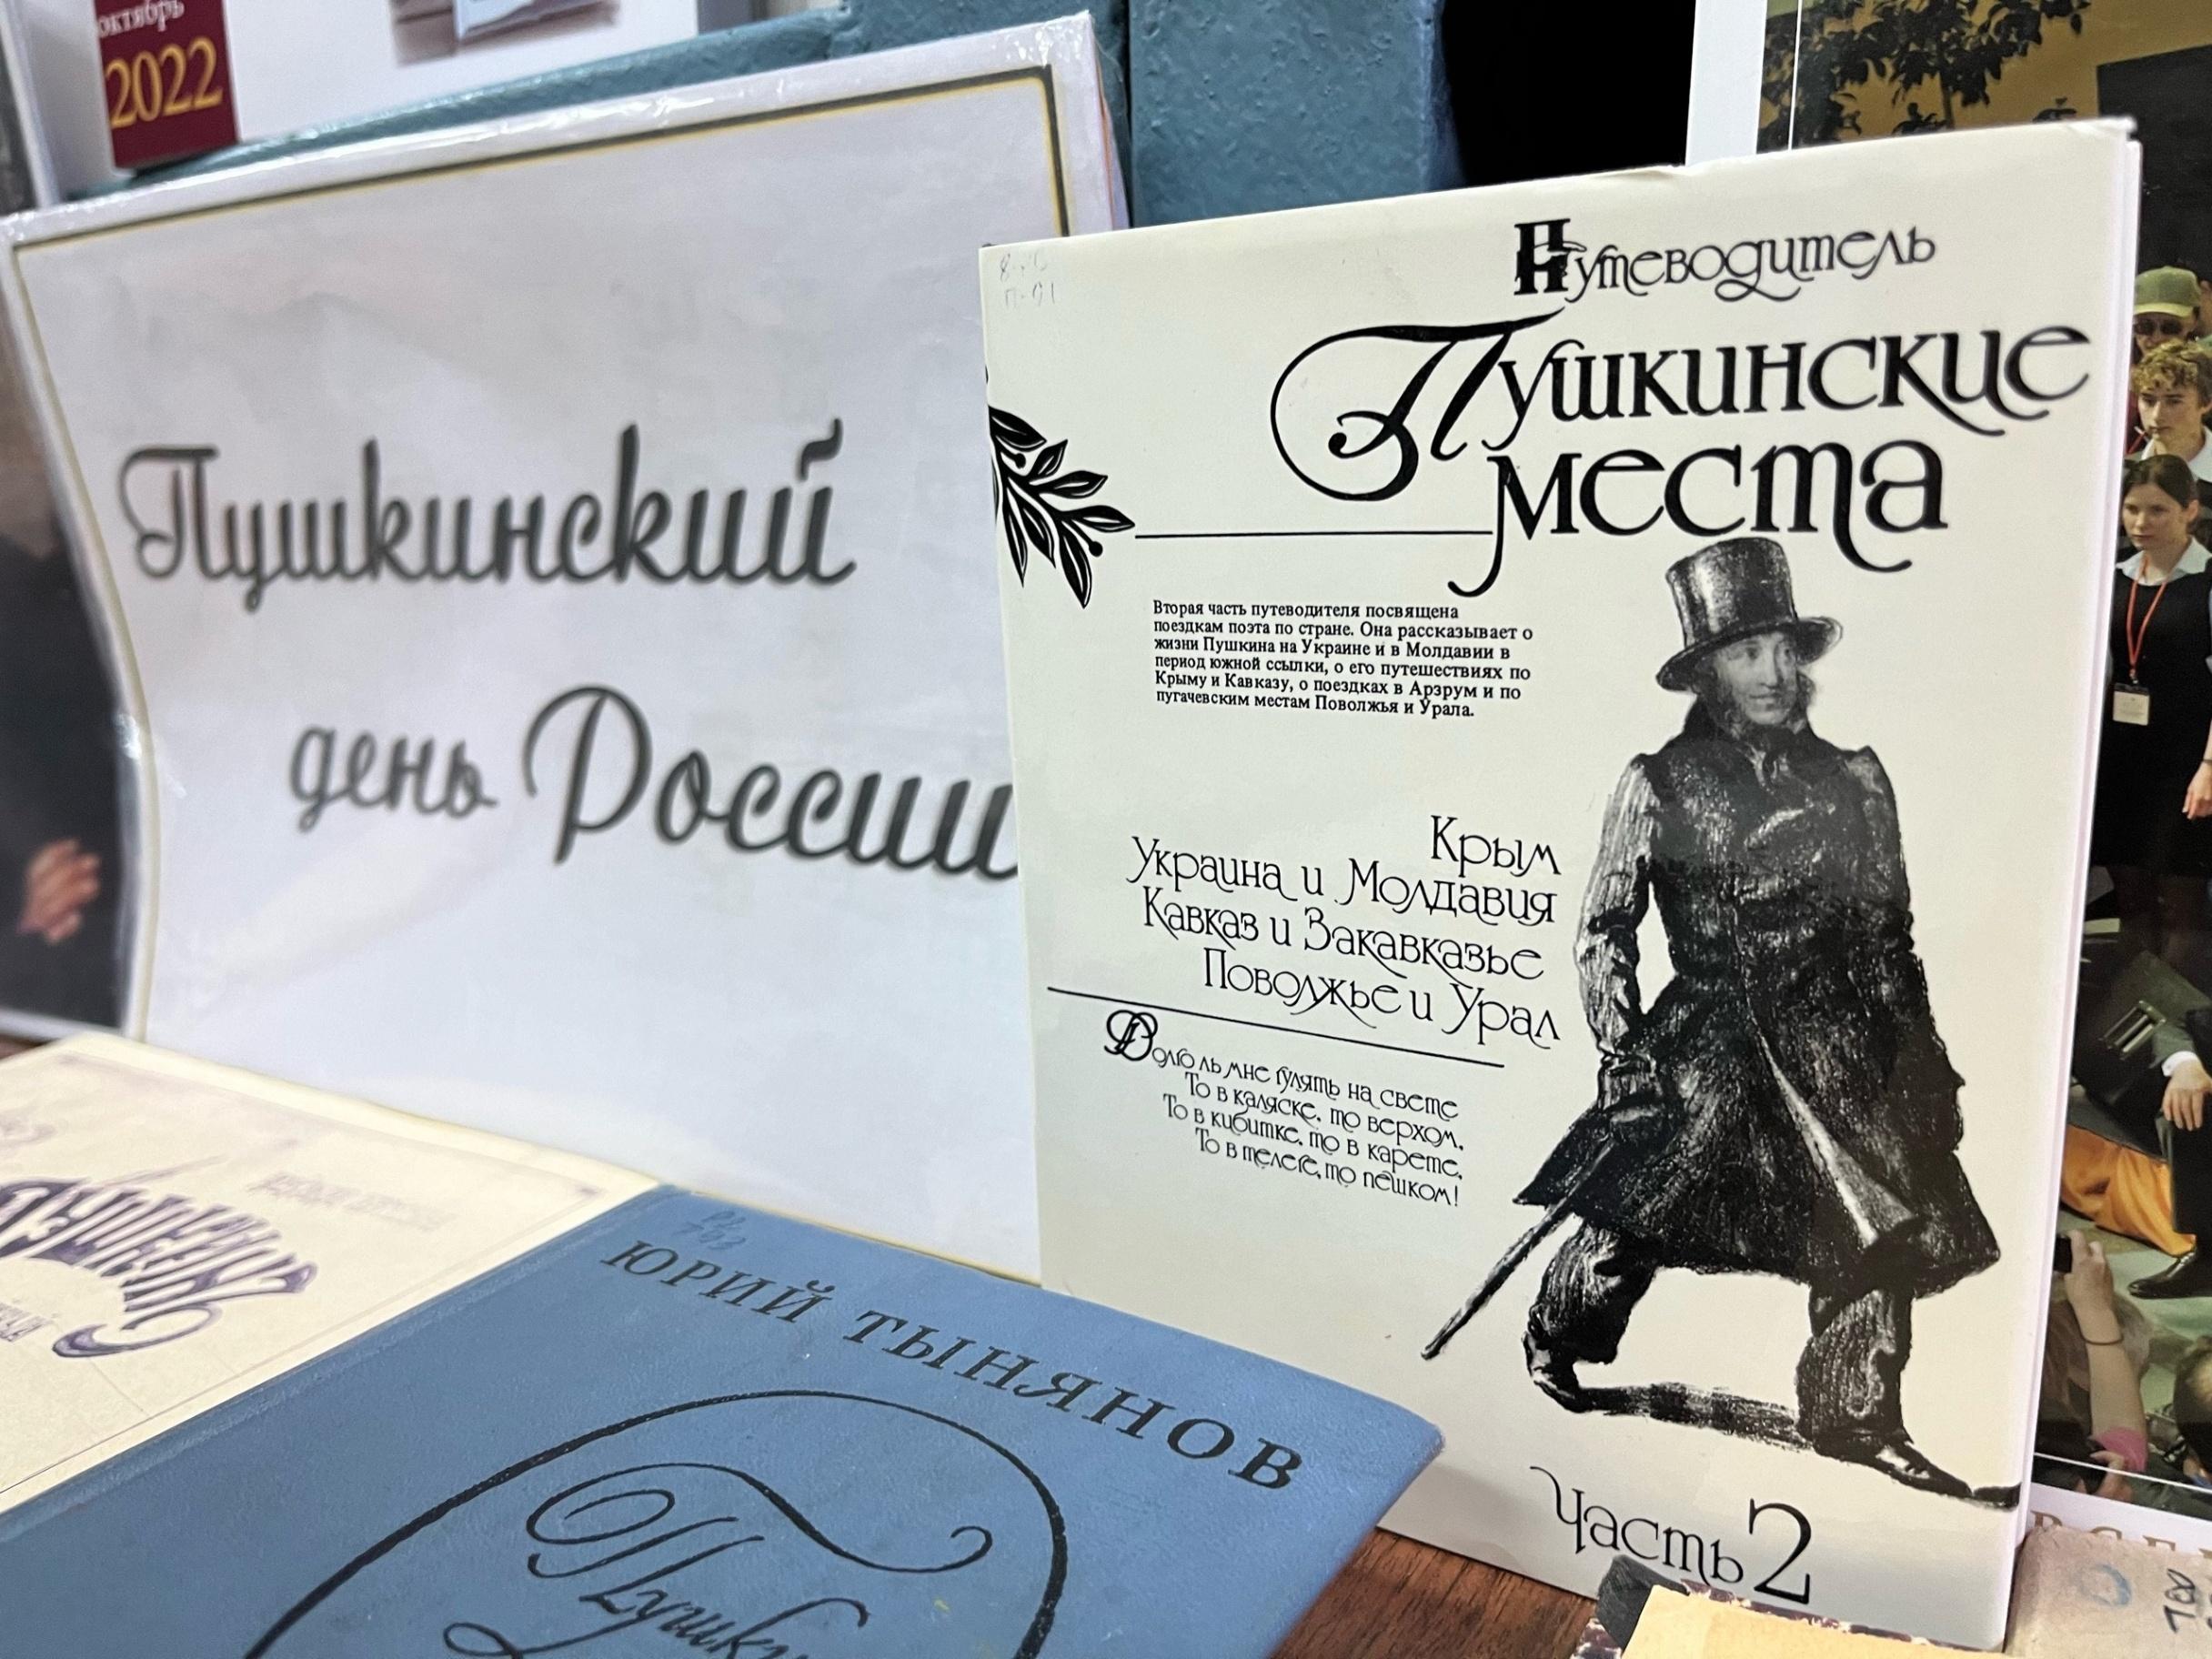 октябрь
2022
Пушкинский
день России
Путеводитель
Пушкинские
места
Вторая часть путеводителя посвящена
поездкам поэта по стране. Она рассказывает о
жизни Пушкина на Украине и в Молдавии в
период южной ссылки, о его путешествиях по
Крыму и Кавказу, о поездках в Арзрум и по
пугачевским местам Поволжья и Урала.
Крым
Украина и Молдавия
Кавказ и Закавказье
Поволжье и Урал
Долго ль мне гулять на свете
То в каляске, то верхом,
То в кибитке, то в карете,
То в телеге, то пешком!
Часть 2
ЮРИЙ ТЫНЯНОВ
Пушк